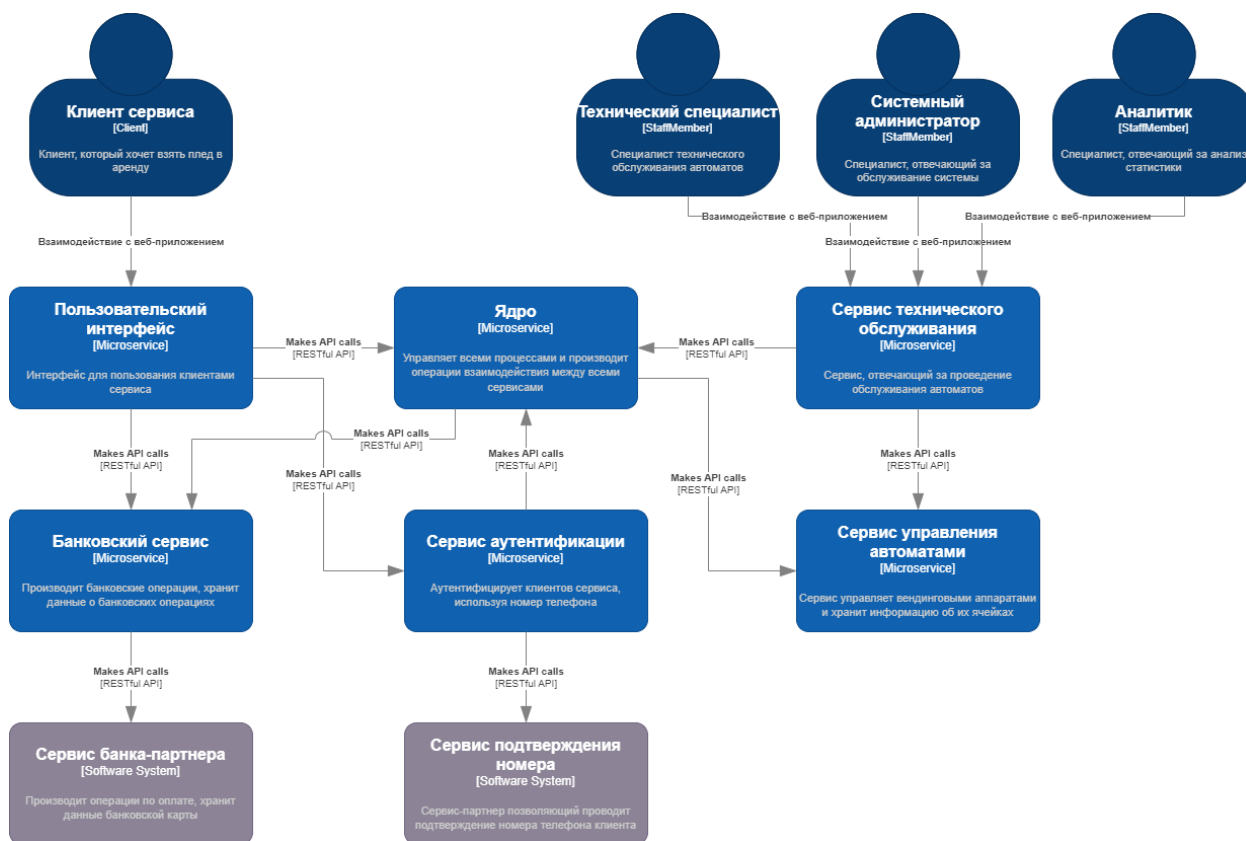 Клиент сервиса
[Client]
Клиент, который хочет взять плед в
аренду
Технический специалист
[StaffMember]
Специалист технического
обслуживания автоматов
Системный
администратор
[StaffMember]
Специалист, отвечающий за
обслуживание системы
Аналитик
[StaffMember]
Специалист, отвечающий за анализ
статистики
Взаимодействие с веб-приложением
Взаимодействие с веб-приложением
Взаимодействие с веб-приложением
Взаимодействие с веб-приложением
Пользовательский
интерфейс
[Microservice]
Интерфейс для пользования клиентами
сервиса
Makes API calls
[RESTful API]
Ядро
[Microservice]
Управляет всеми процессами и производит
операции взаимодействия между всеми
сервисами
Makes API calls
[RESTful API]
Сервис технического
обслуживания
[Microservice]
Сервис, отвечающий за проведение
обслуживания автоматов
Makes API calls
[RESTful API]
Makes API calls
[RESTful API]
Makes API calls
[RESTful API]
Makes API calls
[RESTful API]
Makes API calls
[RESTful API]
Makes API calls
[RESTful API]
Банковский сервис
[Microservice]
Производит банковские операции, хранит
данные о банковских операциях
Сервис аутентификации
[Microservice]
Аутентифицирует клиентов сервиса,
используя номер телефона
Сервис управления
автоматами
[Microservice]
Сервис управляет вендинговыми аппаратами
и хранит информацию об их ячейках
Makes API calls
[RESTful API]
Makes API calls
[RESTful API]
Сервис банка-партнера
[Software System]
Производит операции по оплате, хранит
данные банковской карты
Сервис подтверждения
номера
[Software System]
Сервис-партнер позволяющий проводит
подтверждение номера телефона клиента